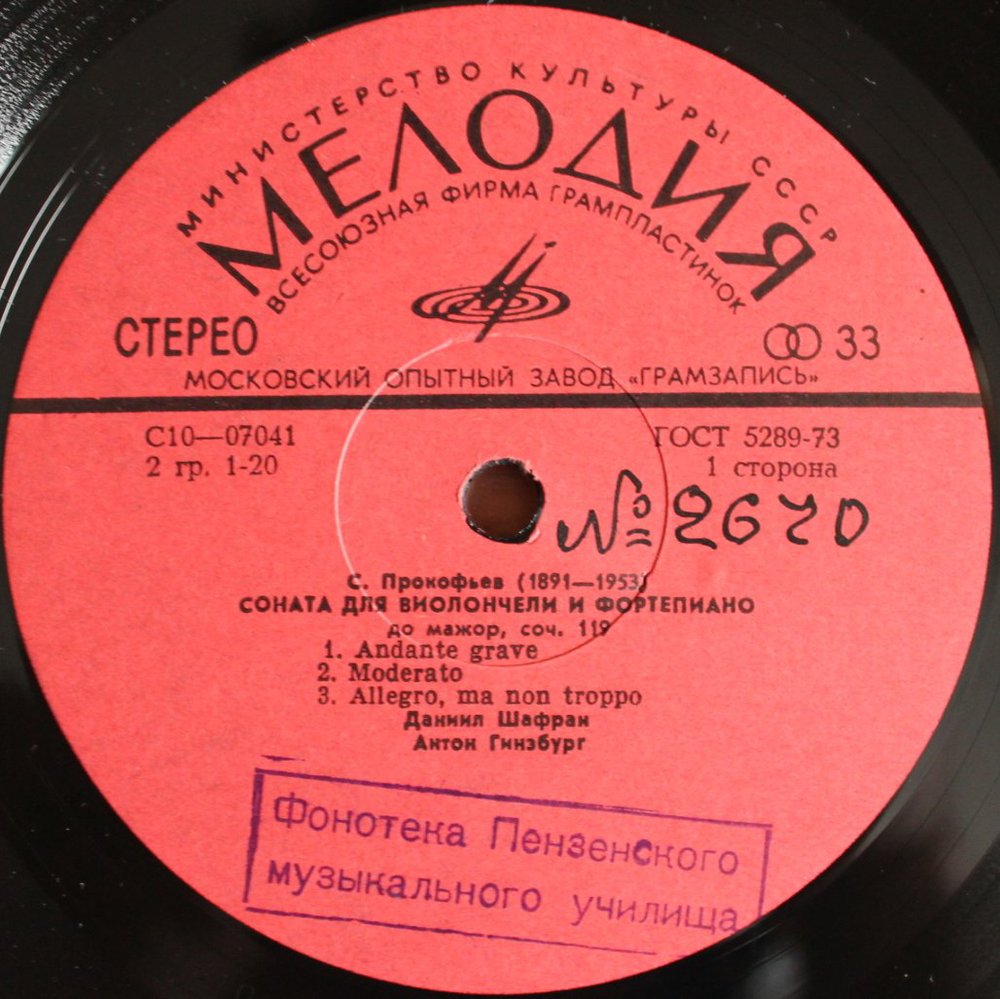 МИНИСТЕРСТВО КУЛЬТУРЫ СССР
МЕЛОДИЯ
ВСЕСОЮЗНАЯ ФИРМА ГРАМПЛАСТИНОК
СТЕРЕО
33
МОСКОВСКИЙ ОПЫТНЫЙ ЗАВОД «ГРАМЗАПИСЬ»
С10—07041
ГОСТ 5289-73
2 гр. 1-20
1 сторона
№ 2670
С. Прокофьев (1891—1953)
СОНАТА ДЛЯ ВИОЛОНЧЕЛИ И ФОРТЕПИАНО
до мажор, соч. 119
1. Andante grave
2. Moderato
3. Allegro, ma non troppo
Даниил Шафран
Антон Гинзбург
Фонотека Пензенского
музыкального училища